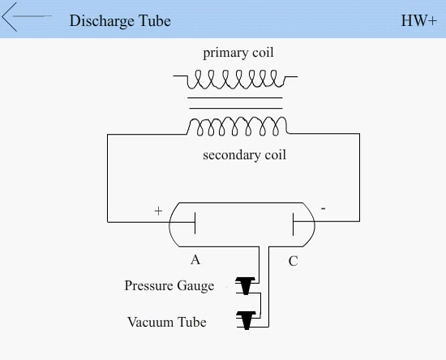 Discharge Tube
HW+
primary coil
secondary coil
+ -
A C
Pressure Gauge
Vacuum Tube